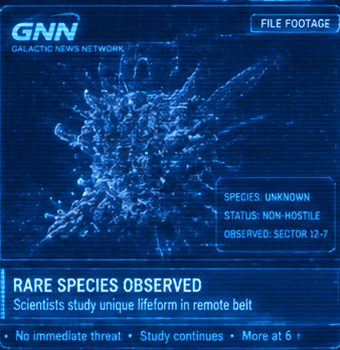 GNN
GALACTIC NEWS NETWORK
FILE FOOTAGE
SPECIES: UNKNOWN
STATUS: NON-HOSTILE
OBSERVED: SECTOR 12-7
RARE SPECIES OBSERVED
Scientists study unique lifeform in remote belt
• No immediate threat • Study continues • More at 6 ↑